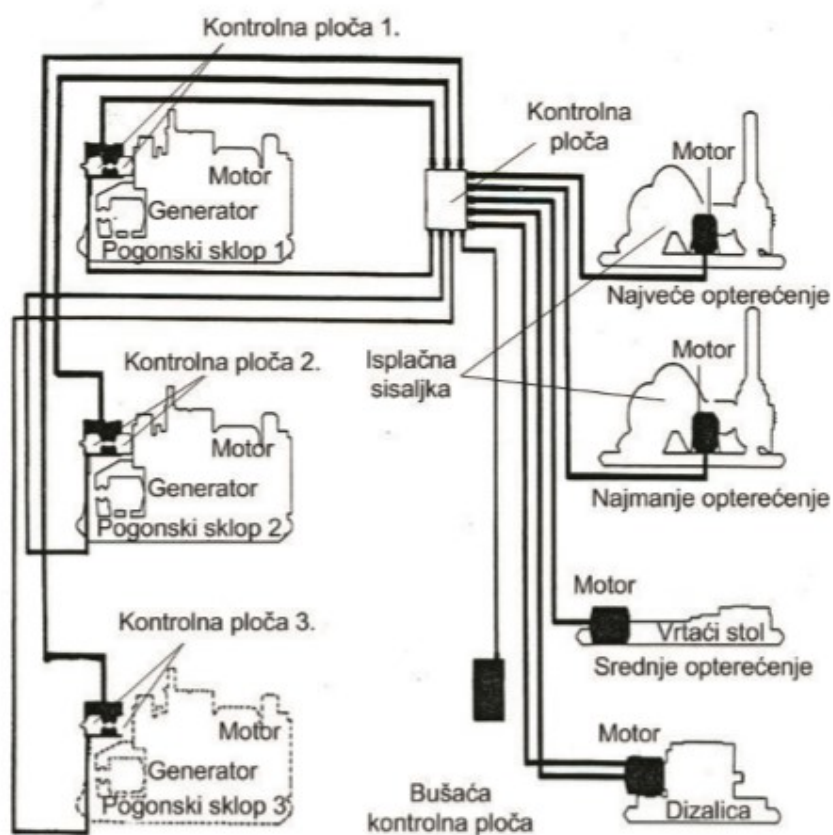 Kontrolna ploča 1.
Motor
Generator
Pogonski sklop 1.
Kontrolna
ploča
Motor
Najveće opterećenje
Isplačna
sisaljka
Motor
Najmanje opterećenje
Kontrolna ploča 2.
Motor
Generator
Pogonski sklop 2.
Motor
Vrtaći stol
Srednje opterećenje
Kontrolna ploča 3.
Motor
Generator
Pogonski sklop 3.
Bušaća
kontrolna ploča
Motor
Dizalica